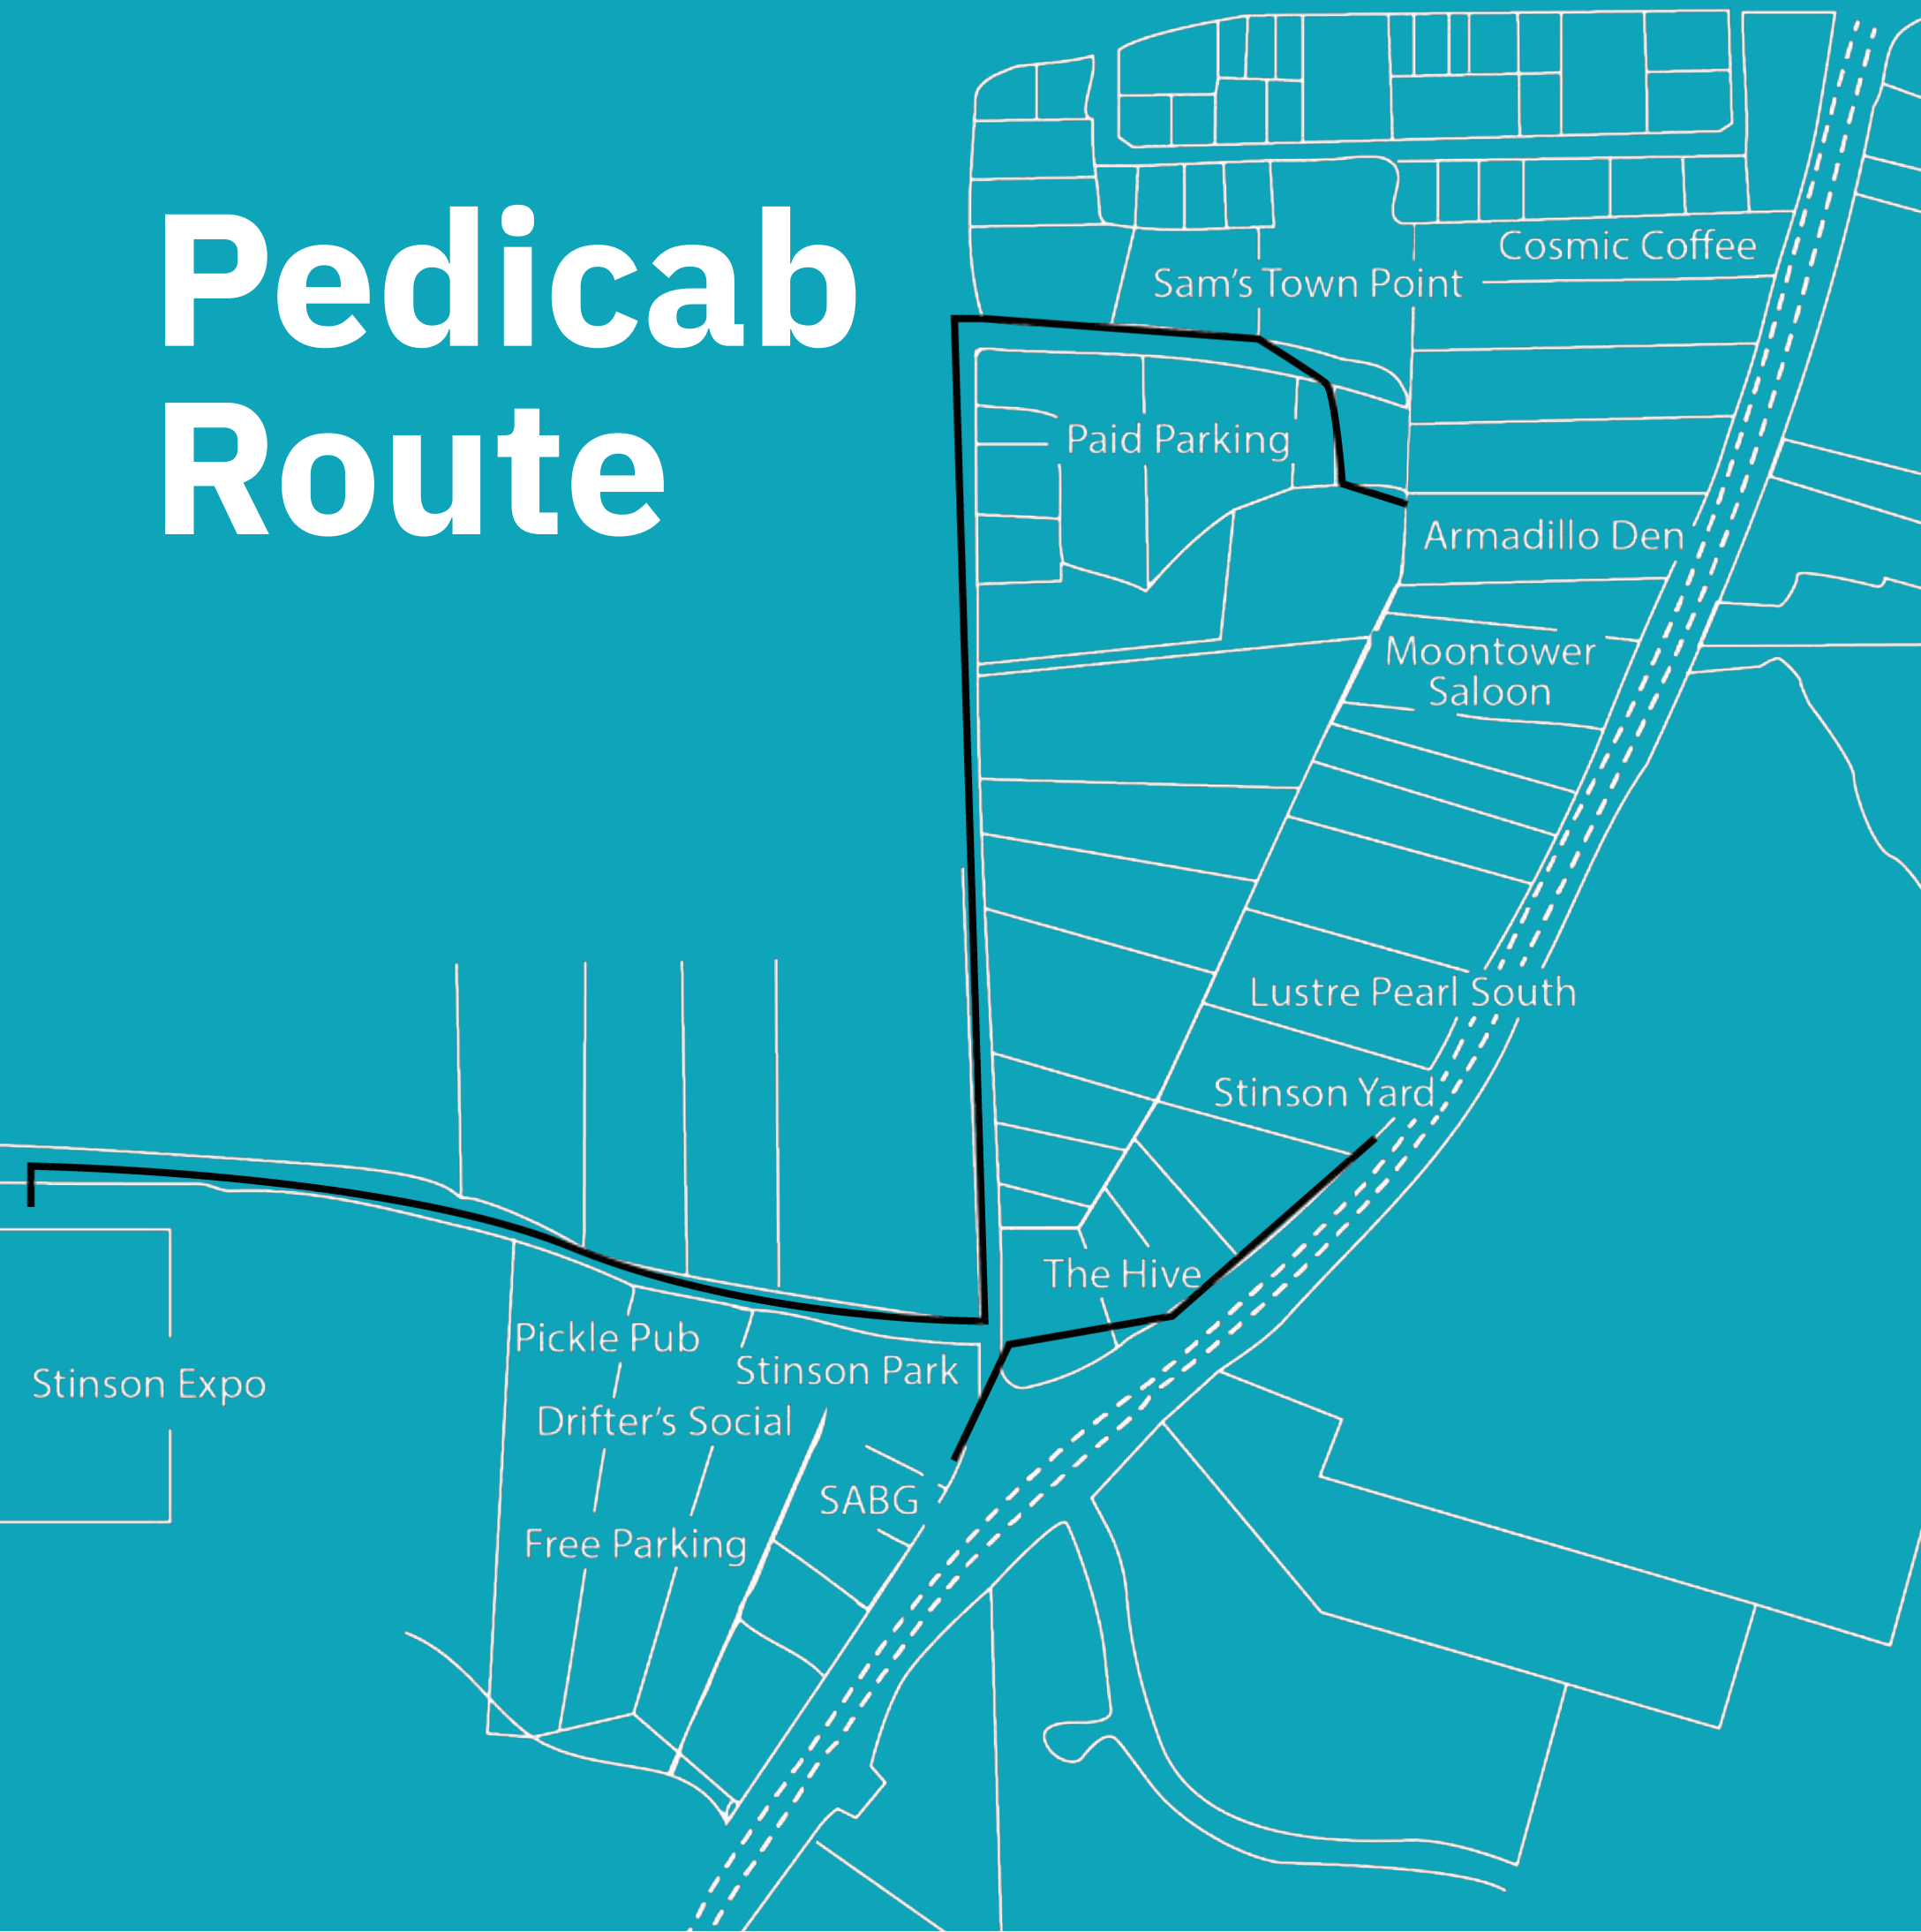 Pedicab
Route
Cosmic Coffee
Sam's Town Point
Paid Parking
Armadillo Den
Moontower
Saloon
Lustre Pearl South
Stinson Yard
The Hive
Pickle Pub
Stinson Park
Stinson Expo
Drifter's Social
SABG
Free Parking